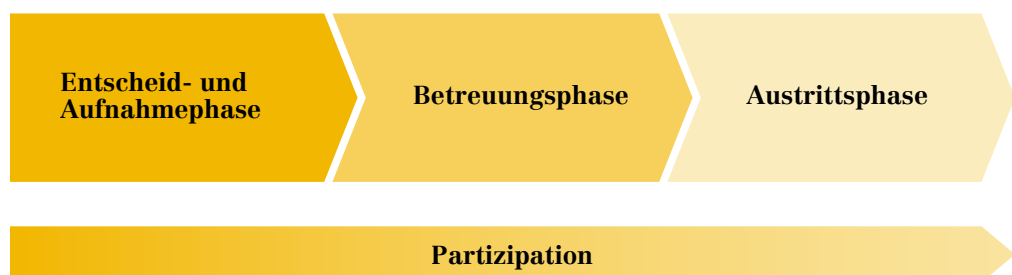 Entscheid- und
Aufnahmephase
Betreuungsphase
Austrittsphase
Partizipation